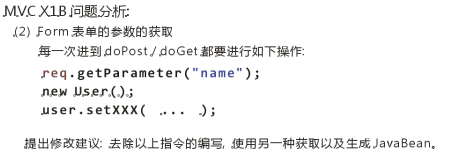 M.V.C X1.B 问题分析:
(2) Form 表单的参数的获取
每一次进到 doPost / doGet 都要进行如下操作:
req.getParameter("name");
new User();
user.setXXX( ... );
提出修改建议: 去除以上指令的编写, 使用另一种获取以及生成 JavaBean。